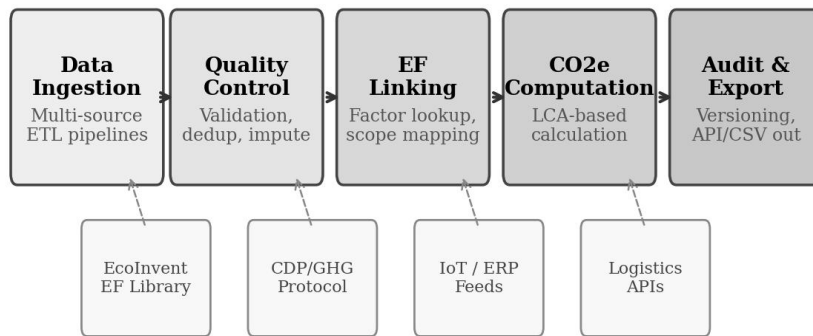 Data
Ingestion
Multi-source
ETL pipelines
Quality
Control
Validation,
dedup, impute
EF
Linking
Factor lookup,
scope mapping
CO2e
Computation
LCA-based
calculation
Audit &
Export
Versioning,
API/CSV out
EcoInvent
EF Library
CDP/GHG
Protocol
IoT / ERP
Feeds
Logistics
APIs